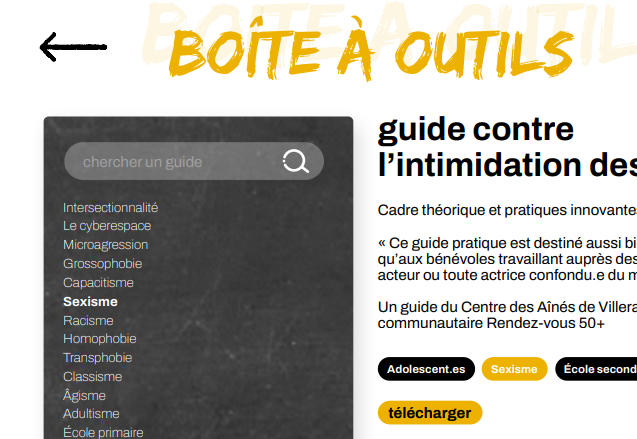 BOÎTE À OUTILS
chercher un guide
Intersectionnalité
Le cyberespace
Microagression
Grossophobie
Capacitisme
Sexisme
Racisme
Homophobie
Transphobie
Classisme
Âgisme
Adultisme
École primaire
guide contre
l’intimidation des
Cadre théorique et pratiques innovantes
« Ce guide pratique est destiné aussi bi
qu’aux bénévoles travaillant auprès des
acteur ou toute actrice confondu.e du m
Un guide du Centre des Aînés de Villera
communautaire Rendez-vous 50+
Adolescent.es Sexisme École second
télécharger